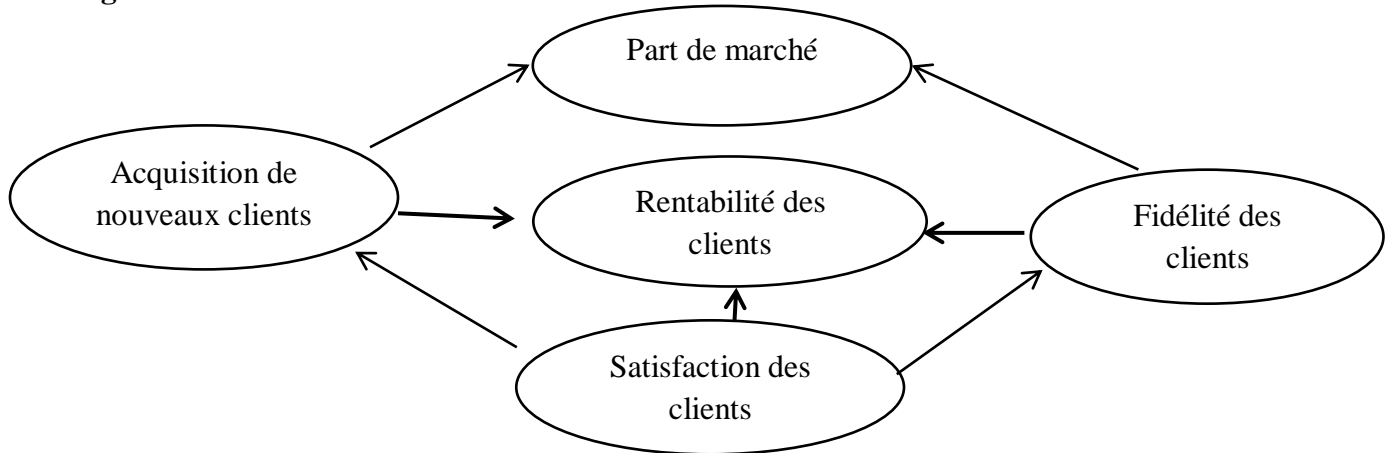 Part de marché
Acquisition de
nouveaux clients
Rentabilité des
clients
Fidélité des
clients
Satisfaction des
clients